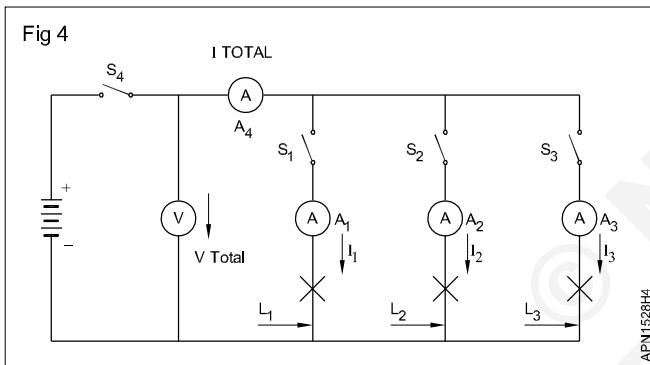 Fig 4
I TOTAL
S4
A
A4
S1
S2
S3
+
–
V
V Total
A A1
A A2
A A3
I1
I2
I3
L1
L2
L3
©
APN1528H4